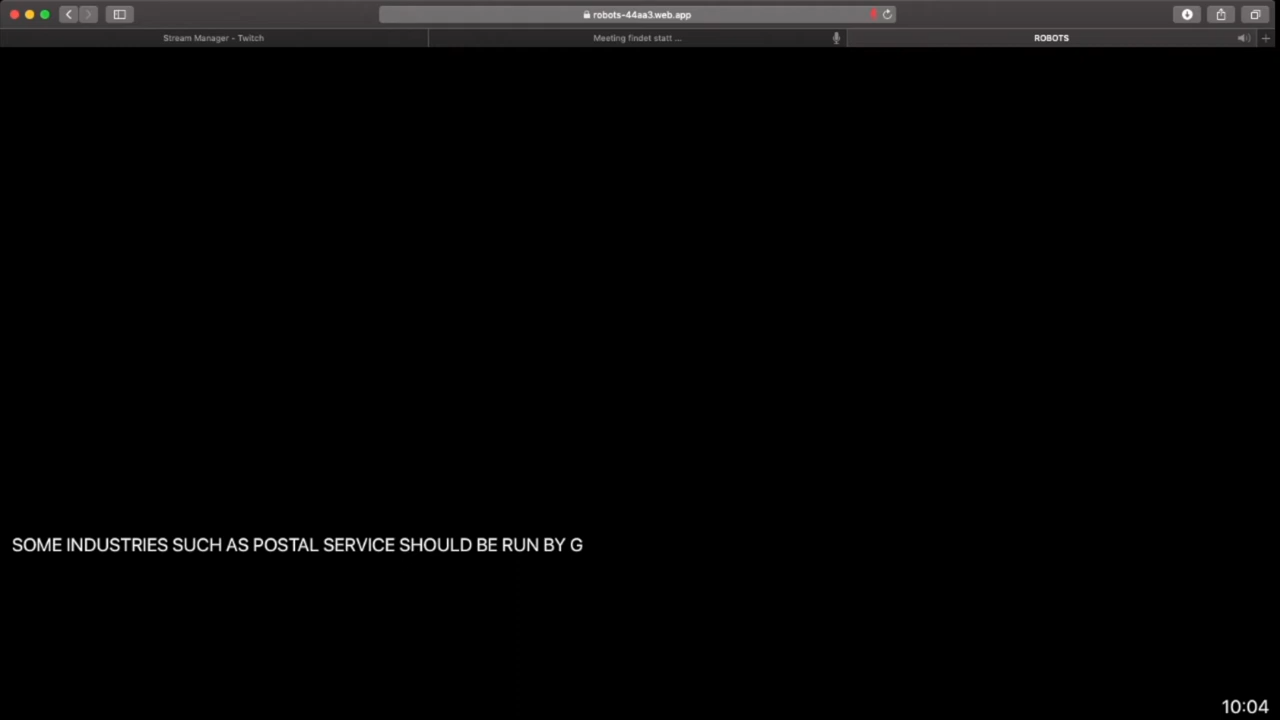 robots-44aa3.web.app
Stream Manager - Twitch
Meeting findet statt ...
ROBOTS
SOME INDUSTRIES SUCH AS POSTAL SERVICE SHOULD BE RUN BY G
10:04